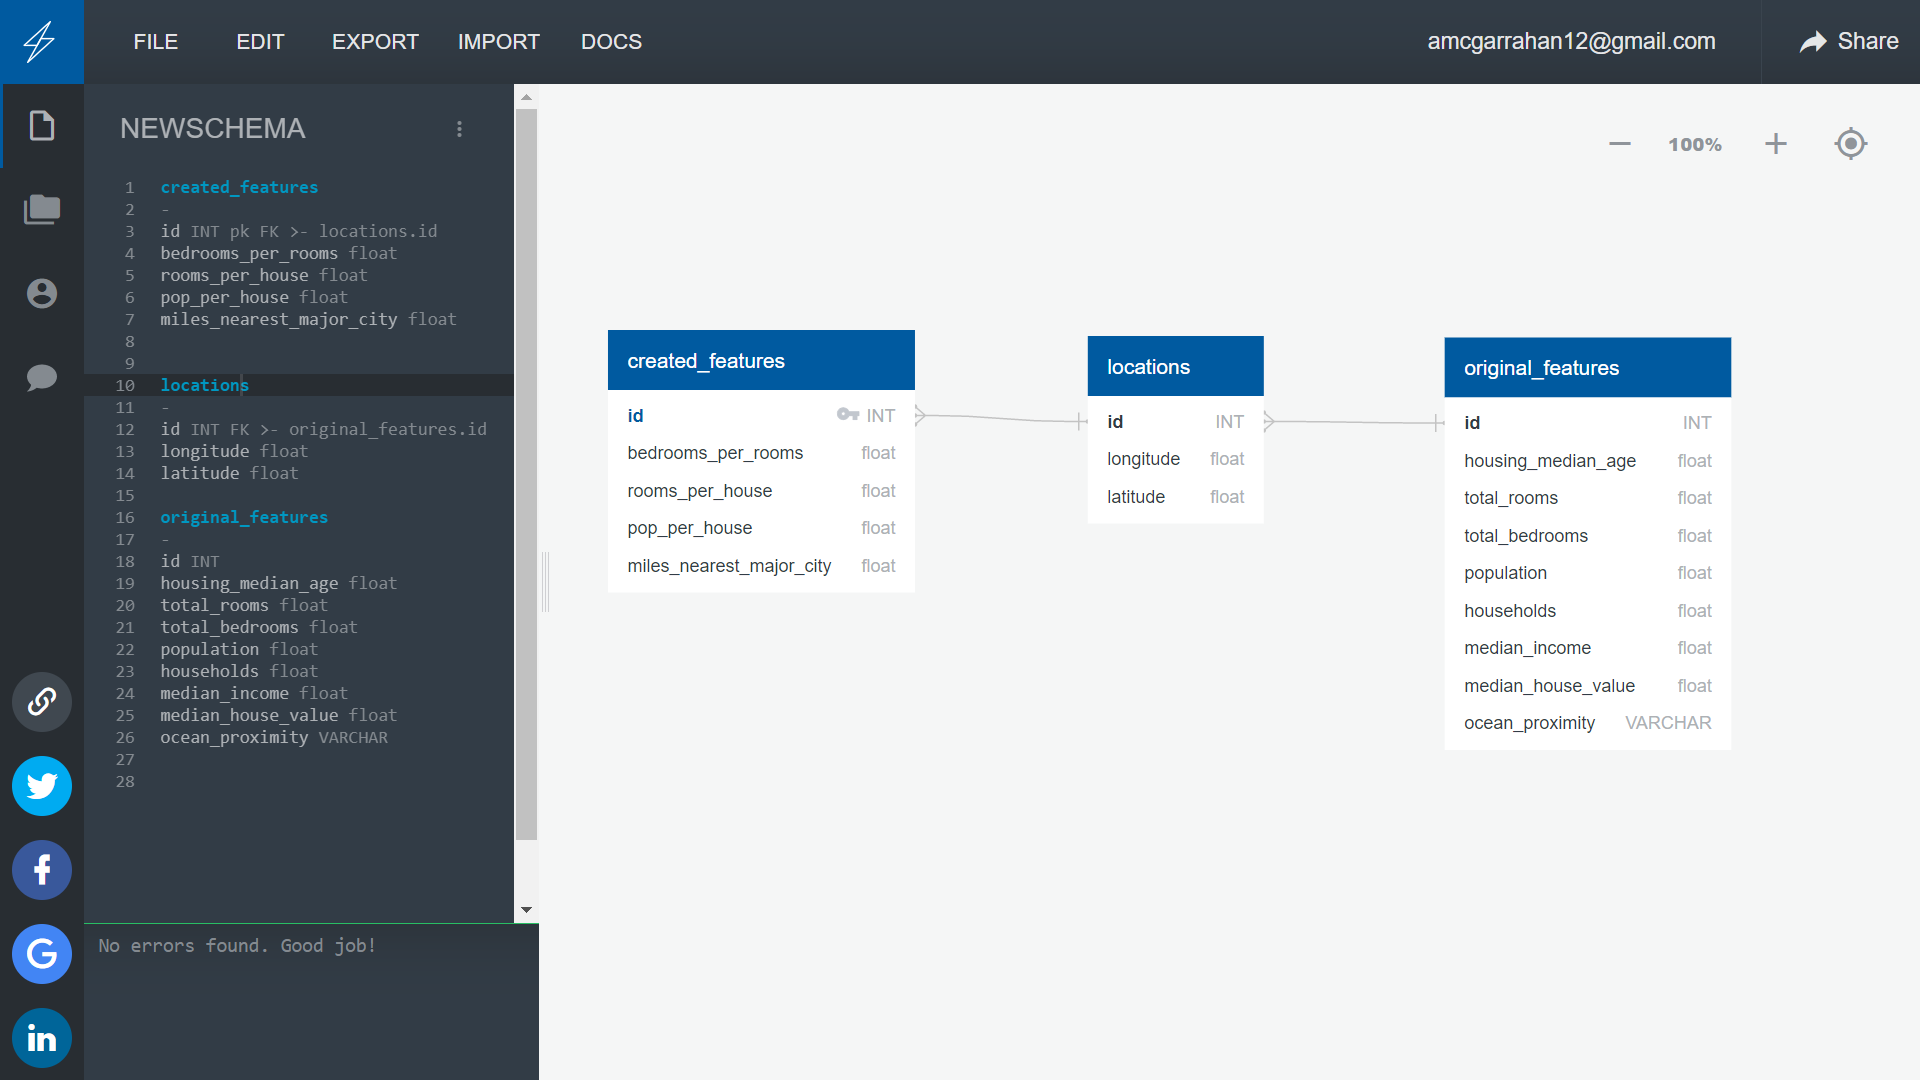 FILE EDIT EXPORT IMPORT DOCS amcgarrahan12@gmail.com Share
NEWSCHEMA
1 created_features
2 -
3 id INT pk FK >- locations.id
4 bedrooms_per_rooms float
5 rooms_per_house float
6 pop_per_house float
7 miles_nearest_major_city float
8
9
10 locations
11 -
12 id INT FK >- original_features.id
13 longitude float
14 latitude float
15
16 original_features
17 -
18 id INT
19 housing_median_age float
20 total_rooms float
21 total_bedrooms float
22 population float
23 households float
24 median_income float
25 median_house_value float
26 ocean_proximity VARCHAR
27
28
No errors found. Good job!
100%
created_features
id INT
bedrooms_per_rooms float
rooms_per_house float
pop_per_house float
miles_nearest_major_city float
locations
id INT
longitude float
latitude float
original_features
id INT
housing_median_age float
total_rooms float
total_bedrooms float
population float
households float
median_income float
median_house_value float
ocean_proximity VARCHAR
f
G
in